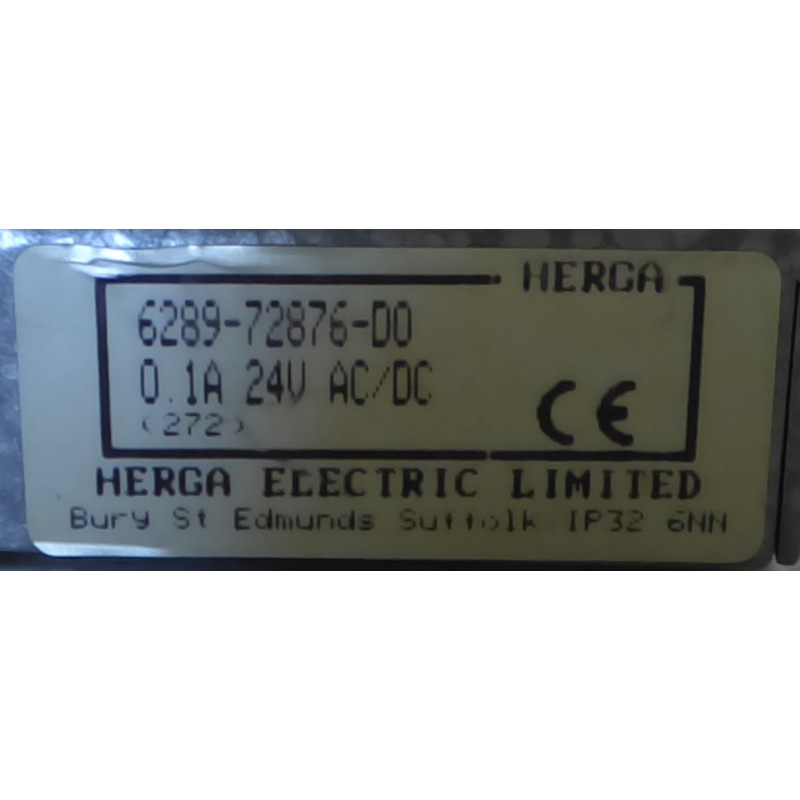 HERGA
6289-72876-DO
0.1A 24V AC/DC
(272)
CE
HERGA ELECTRIC LIMITED
Bury St Edmunds Suffolk IP32 6NN